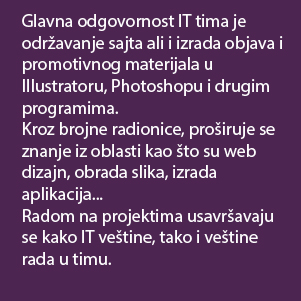 Glavna odgovornost IT tima je
održavanje sajta ali i izrada objava i
promotivnog materijala u
Illustratoru, Photoshopu i drugim
programima.
Kroz brojne radionice, proširuje se
znanje iz oblasti kao što su web
dizajn, obrada slika, izrada
aplikacija...
Radom na projektima usavršavaju
se kako IT veštine, tako i veštine
rada u timu.